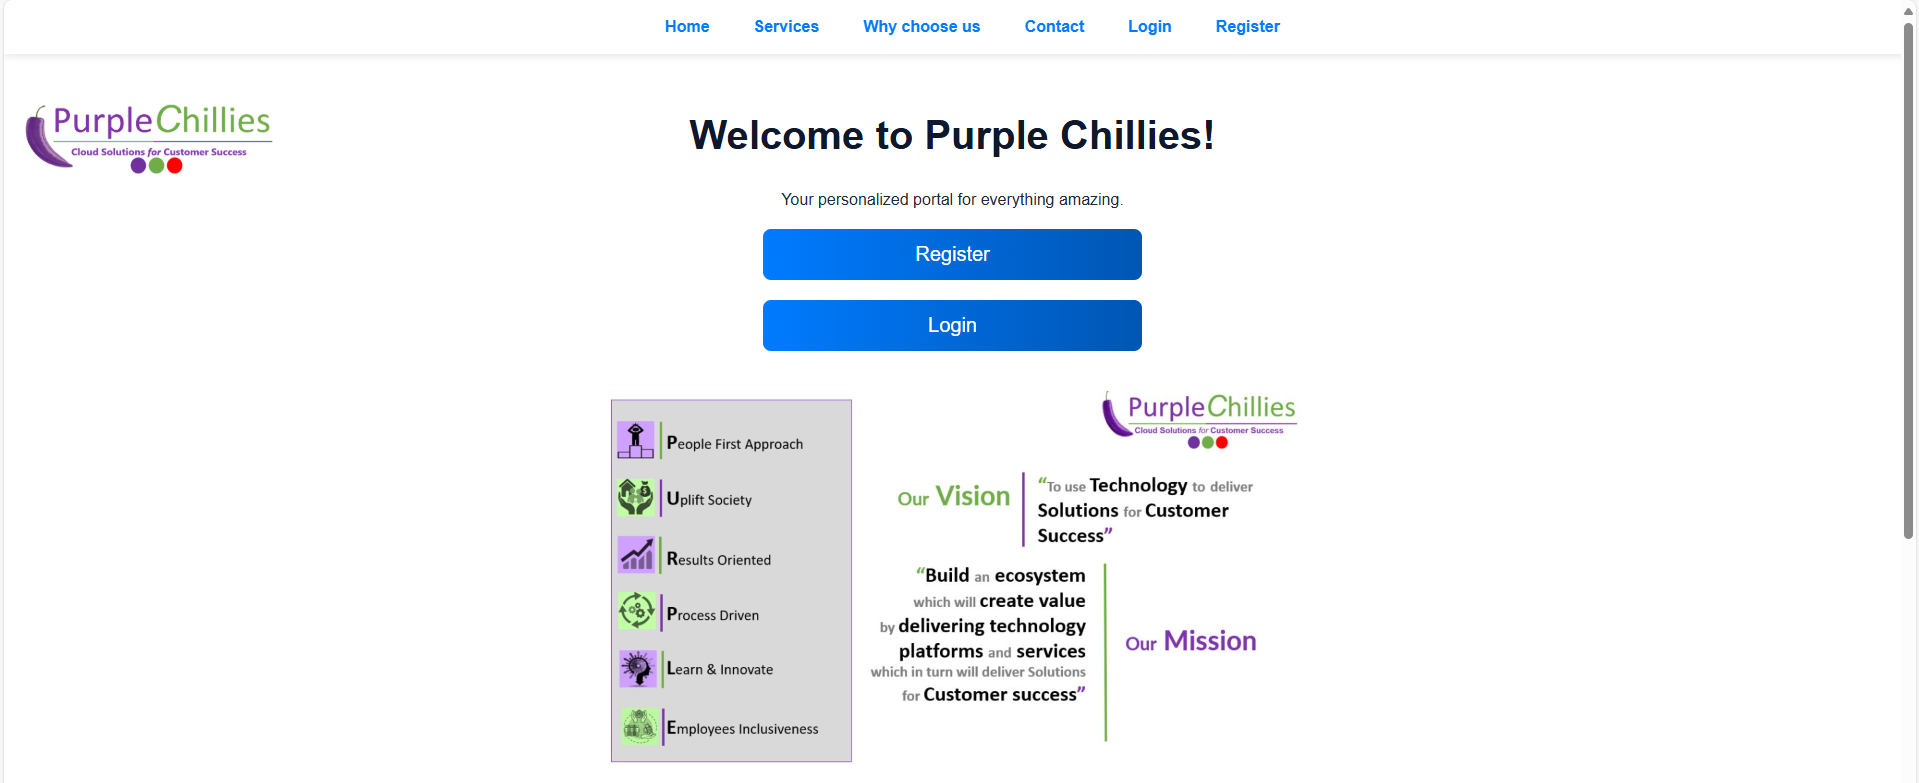 Home Services Why choose us Contact Login Register
PurpleChillies
Cloud Solutions for Customer Success
Welcome to Purple Chillies!
Your personalized portal for everything amazing.
Register
Login
People First Approach
Uplift Society
Results Oriented
Process Driven
Learn & Innovate
Employees Inclusiveness
PurpleChillies
Cloud Solutions for Customer Success
Our Vision
“To use Technology to deliver
Solutions for Customer
Success”
“Build an ecosystem
which will create value
by delivering technology
platforms and services
which in turn will deliver Solutions
for Customer success”
Our Mission